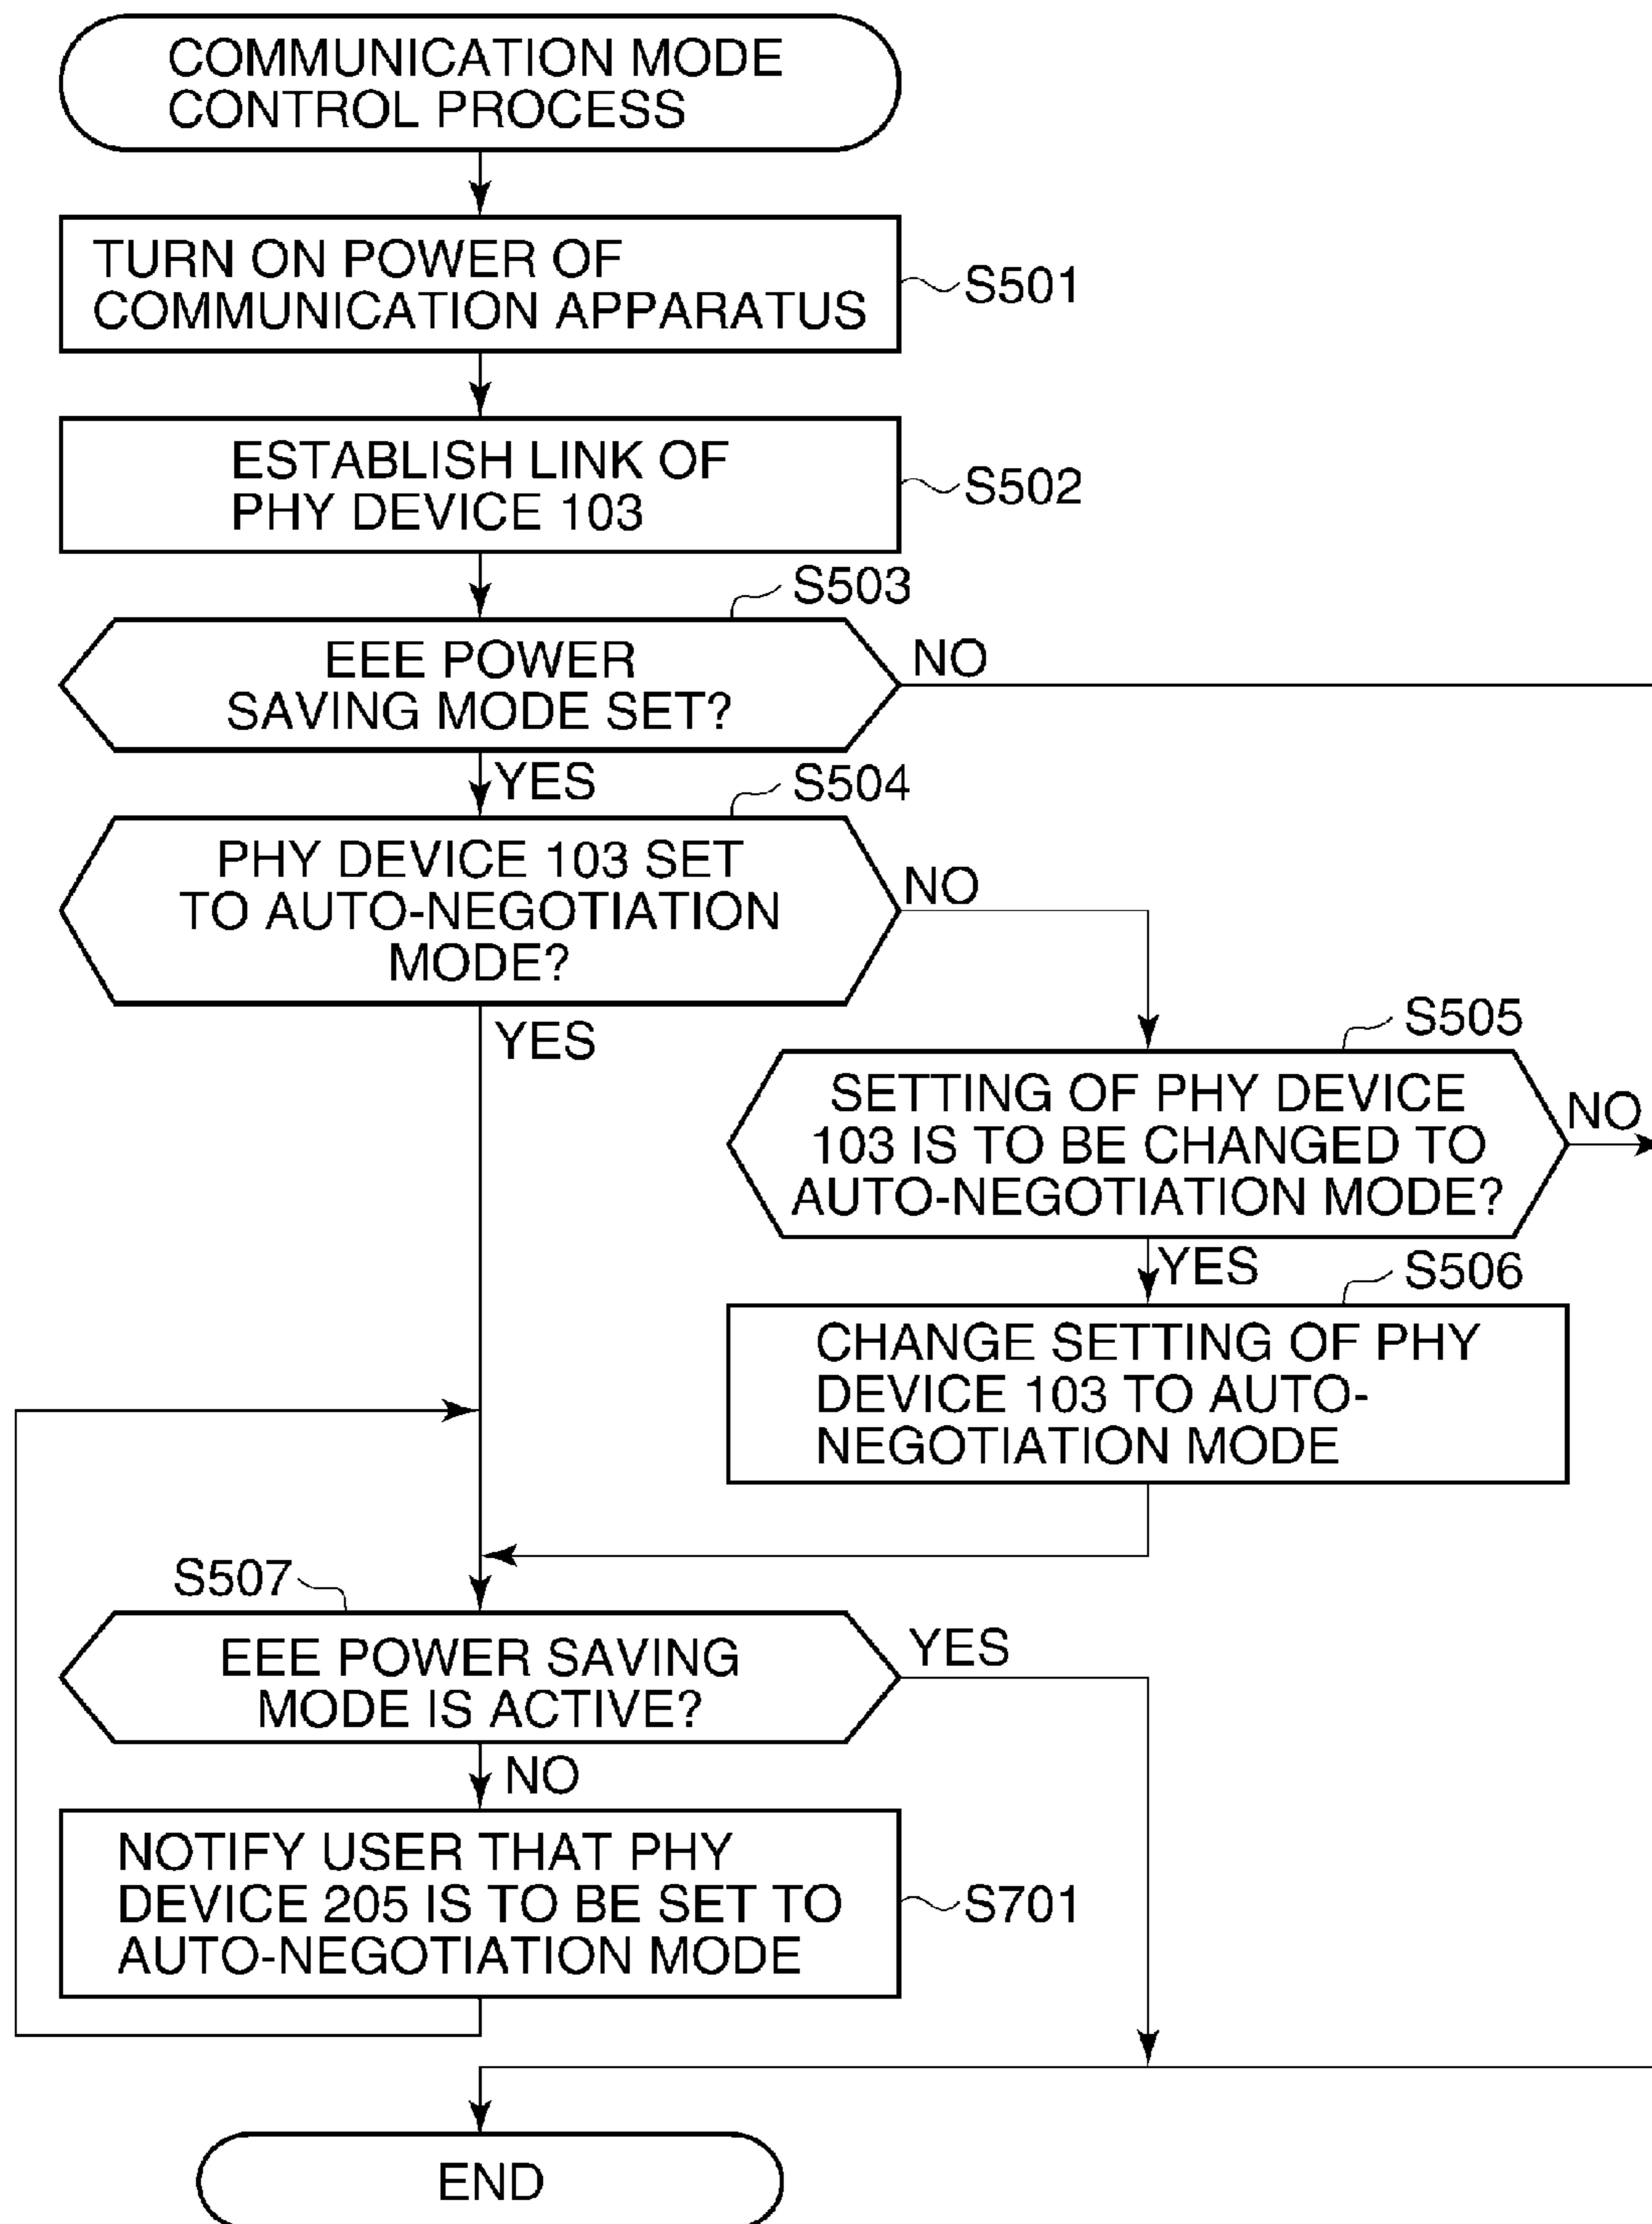 COMMUNICATION MODE
CONTROL PROCESS
TURN ON POWER OF
COMMUNICATION APPARATUS
S501
ESTABLISH LINK OF
PHY DEVICE 103
S502
S503
EEE POWER
SAVING MODE SET?
NO
YES
S504
PHY DEVICE 103 SET
TO AUTO-NEGOTIATION
MODE?
NO
YES
S505
SETTING OF PHY DEVICE
103 IS TO BE CHANGED TO
AUTO-NEGOTIATION MODE?
NO
YES
S506
CHANGE SETTING OF PHY
DEVICE 103 TO AUTO-
NEGOTIATION MODE
S507
EEE POWER SAVING
MODE IS ACTIVE?
YES
NO
NOTIFY USER THAT PHY
DEVICE 205 IS TO BE SET TO
AUTO-NEGOTIATION MODE
S701
END